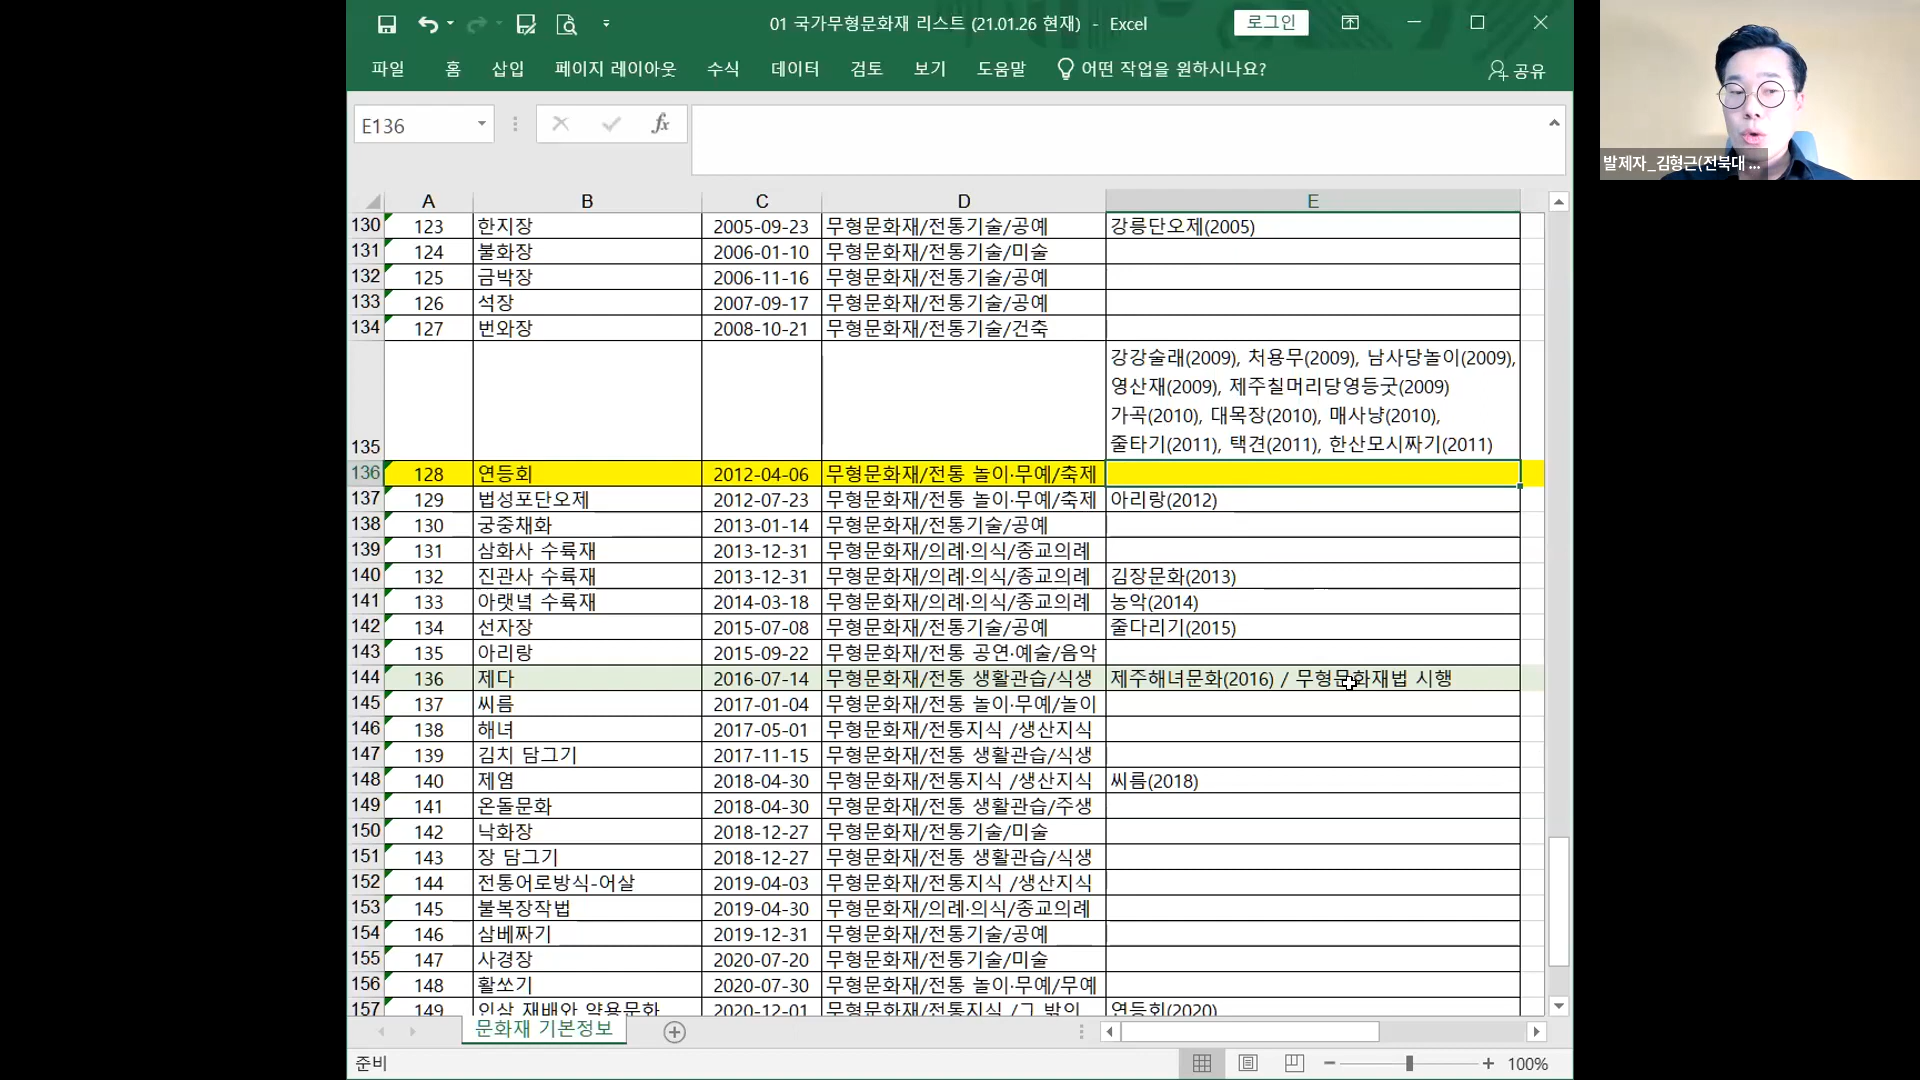 01 국가무형문화재 리스트 (21.01.26 현재) - Excel
로그인
파일 홈 삽입 페이지 레이아웃 수식 데이터 검토 보기 도움말 어떤 작업을 원하시나요? 공유
E136
fx
A B C D E
130 123 한지장 2005-09-23 무형문화재/전통기술/공예 강릉단오제(2005)
131 124 불화장 2006-01-10 무형문화재/전통기술/미술
132 125 금박장 2006-11-16 무형문화재/전통기술/공예
133 126 석장 2007-09-17 무형문화재/전통기술/공예
134 127 번와장 2008-10-21 무형문화재/전통기술/건축
강강술래(2009), 처용무(2009), 남사당놀이(2009),
영산재(2009), 제주칠머리당영등굿(2009)
가곡(2010), 대목장(2010), 매사냥(2010),
135 줄타기(2011), 택견(2011), 한산모시짜기(2011)
136 128 연등회 2012-04-06 무형문화재/전통 놀이·무예/축제
137 129 법성포단오제 2012-07-23 무형문화재/전통 놀이·무예/축제 아리랑(2012)
138 130 궁중채화 2013-01-14 무형문화재/전통기술/공예
139 131 삼화사 수륙재 2013-12-31 무형문화재/의례·의식/종교의례
140 132 진관사 수륙재 2013-12-31 무형문화재/의례·의식/종교의례 김장문화(2013)
141 133 아랫녘 수륙재 2014-03-18 무형문화재/의례·의식/종교의례 농악(2014)
142 134 선자장 2015-07-08 무형문화재/전통기술/공예 줄다리기(2015)
143 135 아리랑 2015-09-22 무형문화재/전통 공연·예술/음악
144 136 제다 2016-07-14 무형문화재/전통 생활관습/식생 제주해녀문화(2016) / 무형문화재법 시행
145 137 씨름 2017-01-04 무형문화재/전통 놀이·무예/놀이
146 138 해녀 2017-05-01 무형문화재/전통지식 /생산지식
147 139 김치 담그기 2017-11-15 무형문화재/전통 생활관습/식생
148 140 제염 2018-04-30 무형문화재/전통지식 /생산지식 씨름(2018)
149 141 온돌문화 2018-04-30 무형문화재/전통 생활관습/주생
150 142 낙화장 2018-12-27 무형문화재/전통기술/미술
151 143 장 담그기 2018-12-27 무형문화재/전통 생활관습/식생
152 144 전통어로방식-어살 2019-04-03 무형문화재/전통지식 /생산지식
153 145 불복장작법 2019-04-30 무형문화재/의례·의식/종교의례
154 146 삼베짜기 2019-12-31 무형문화재/전통기술/공예
155 147 사경장 2020-07-20 무형문화재/전통기술/미술
156 148 활쏘기 2020-07-30 무형문화재/전통 놀이·무예/무예
157 149 인삼 재배와 약용문화 2020-12-01 무형문화재/전통지식 /그 밖의 연등회(2020)
문화재 기본정보
준비
100%
발제자_김형근(전북대 ...